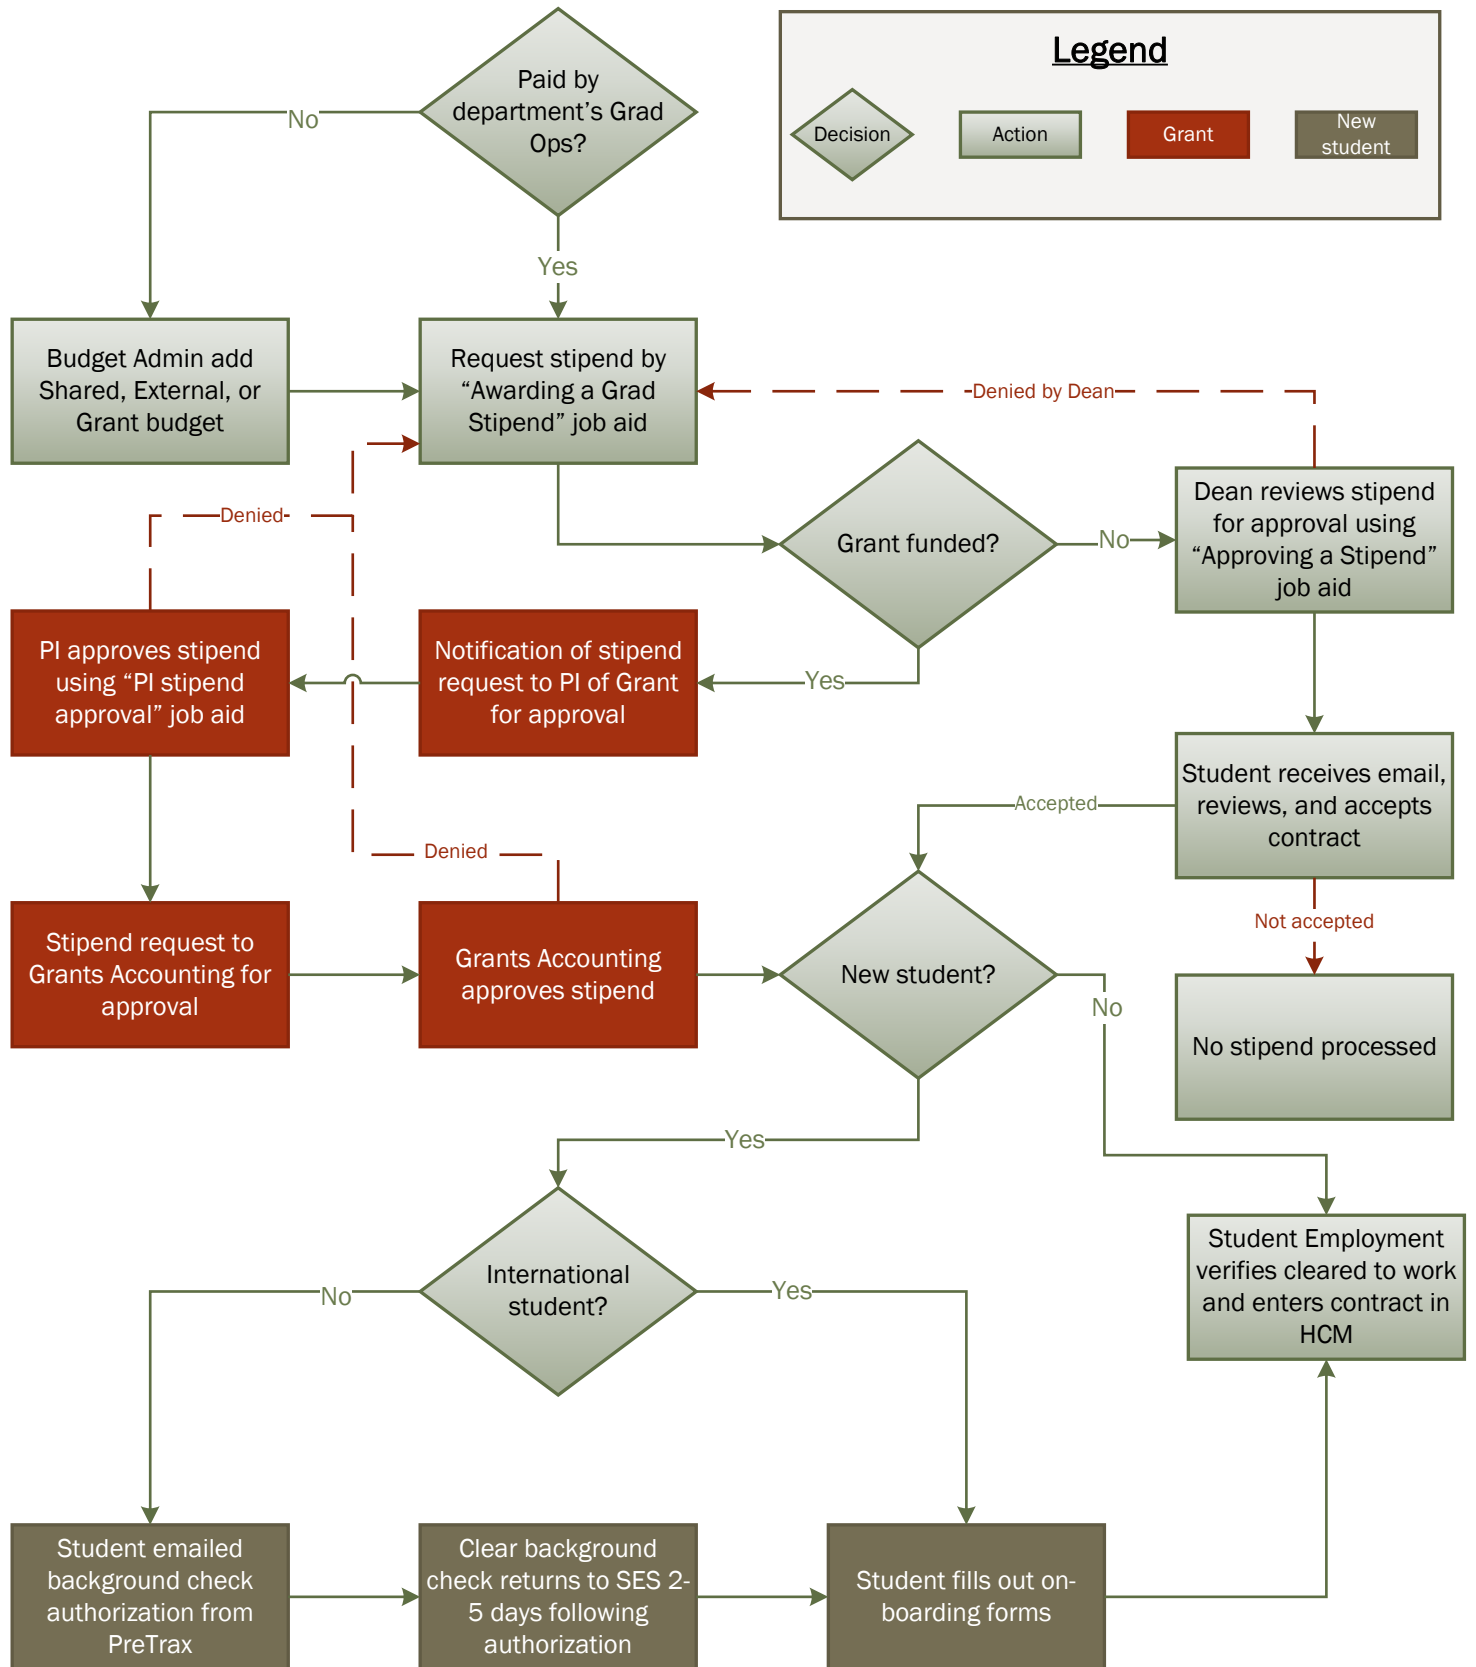 Paid by
department’s Grad
Ops?
Legend
Decision
Action
Grant
New
student
No
Yes
Budget Admin add
Shared, External, or
Grant budget
Request stipend by
“Awarding a Grad
Stipend” job aid
Denied by Dean
Denied
Grant funded?
No
Dean reviews stipend
for approval using
“Approving a Stipend”
job aid
PI approves stipend
using “PI stipend
approval” job aid
Notification of stipend
request to PI of Grant
for approval
Yes
Student receives email,
reviews, and accepts
contract
Accepted
Denied
Not accepted
Stipend request to
Grants Accounting for
approval
Grants Accounting
approves stipend
New student?
No
No stipend processed
Yes
International
student?
No
Yes
Student Employment
verifies cleared to work
and enters contract in
HCM
Student emailed
background check
authorization from
PreTrax
Clear background
check returns to SES 2-
5 days following
authorization
Student fills out on-
boarding forms